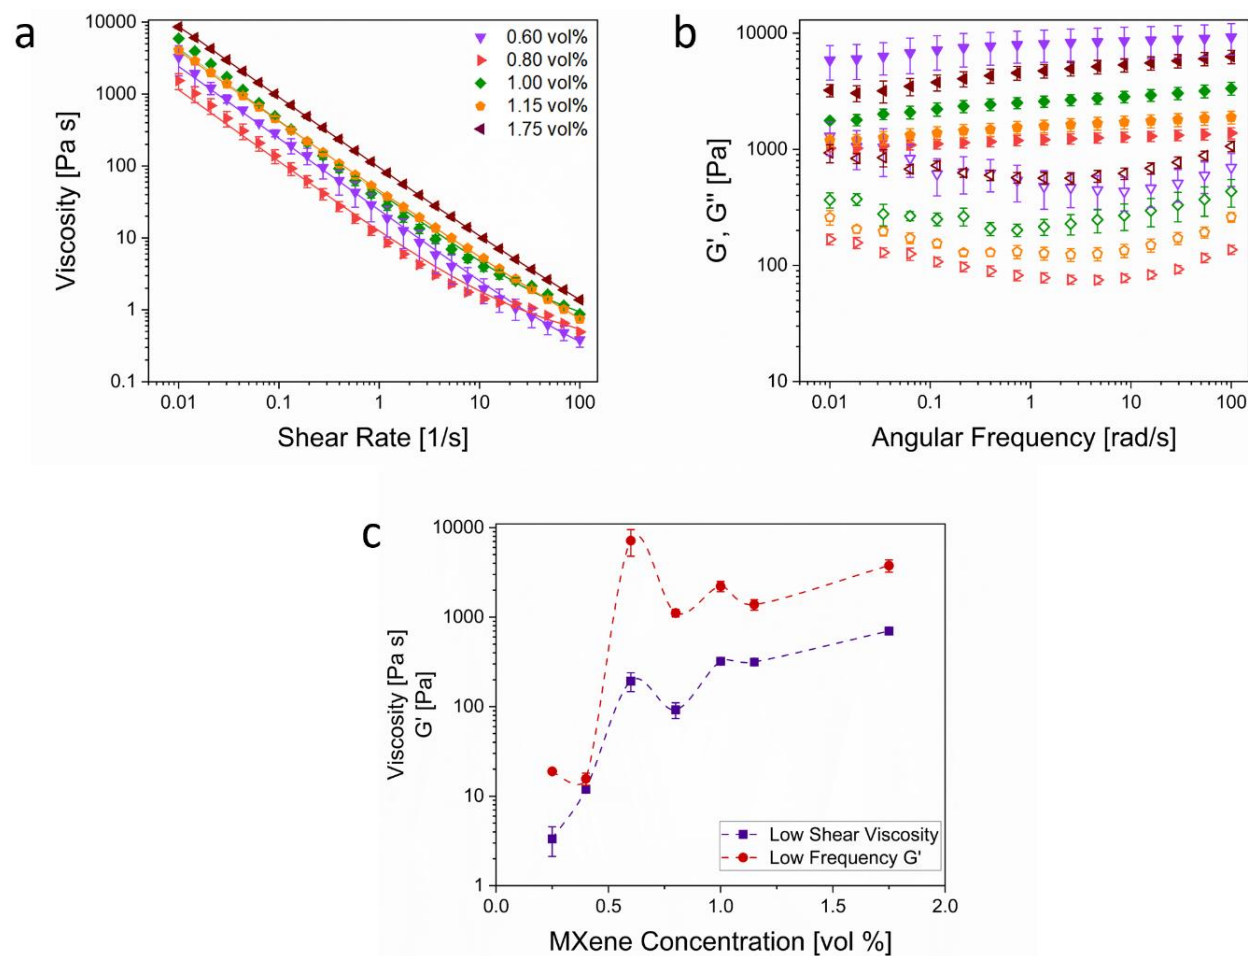 a
10000
1000
100
10
1
0.1
Viscosity [Pa s]
0.60 vol%
0.80 vol%
1.00 vol%
1.15 vol%
1.75 vol%
0.01 0.1 1 10 100
Shear Rate [1/s]
b
10000
1000
100
10
G', G" [Pa]
0.01 0.1 1 10 100
Angular Frequency [rad/s]
c
10000
1000
100
10
1
Viscosity [Pa s]
G' [Pa]
Low Shear Viscosity
Low Frequency G'
0.0 0.5 1.0 1.5 2.0
MXene Concentration [vol %]